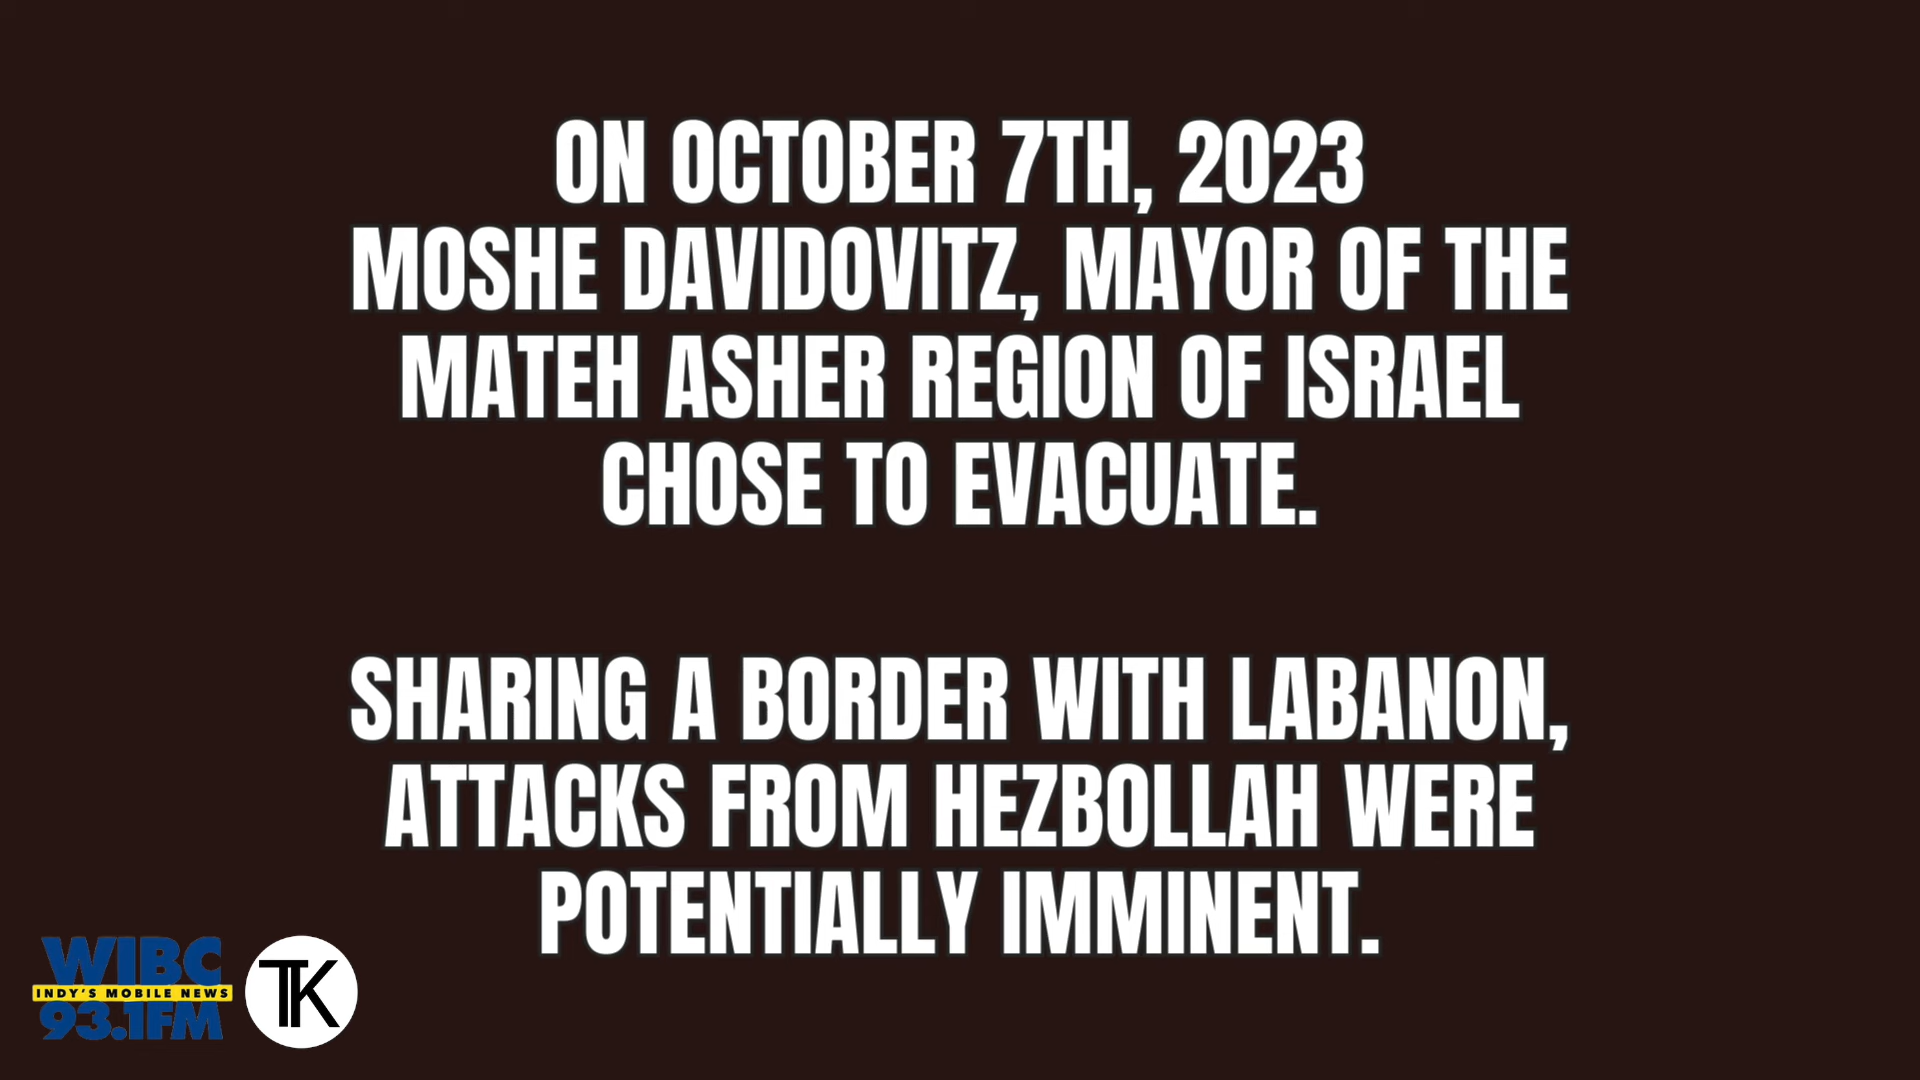 ON OCTOBER 7TH, 2023
MOSHE DAVIDOVITZ, MAYOR OF THE
MATEH ASHER REGION OF ISRAEL
CHOSE TO EVACUATE.
SHARING A BORDER WITH LABANON,
ATTACKS FROM HEZBOLLAH WERE
POTENTIALLY IMMINENT.
WIBC
INDY'S MOBILE NEWS
93.1FM
TK